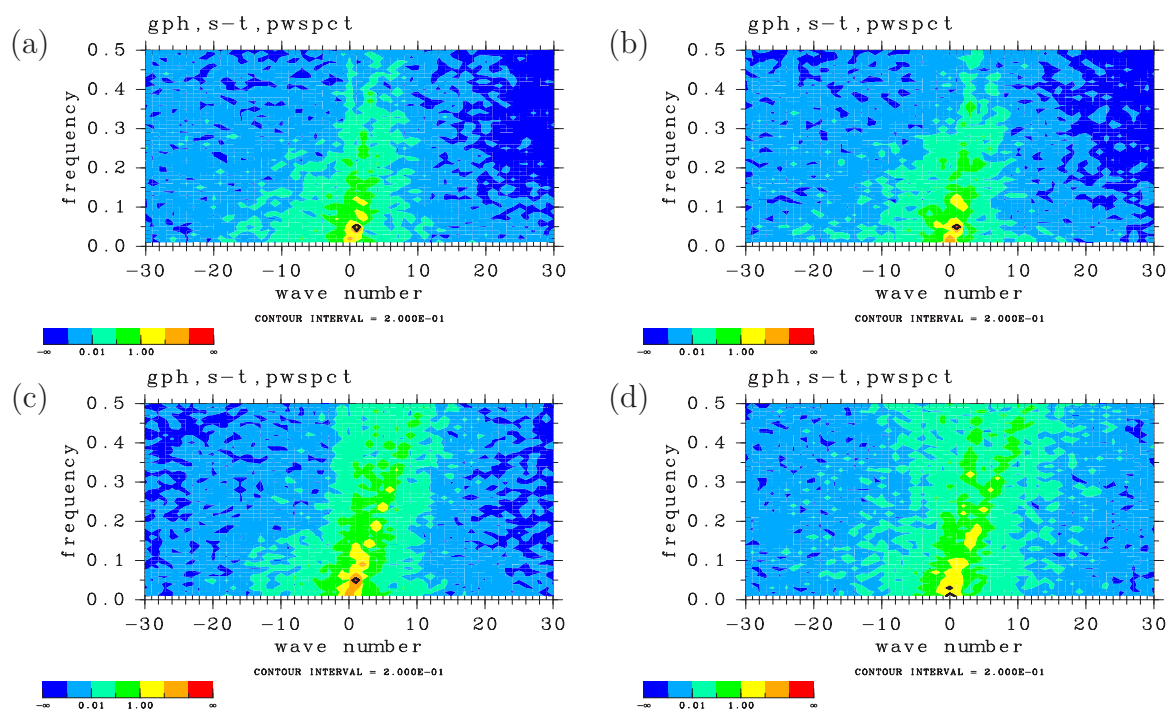 (a)
gph,s-t,pwspct
frequency
0.5
0.4
0.3
0.2
0.1
0.0
-30 -20 -10 0 10 20 30
wave number
CONTOUR INTERVAL = 2.000E-01
-∞ 0.01 1.00 ∞
(b)
gph,s-t,pwspct
frequency
0.5
0.4
0.3
0.2
0.1
0.0
-30 -20 -10 0 10 20 30
wave number
CONTOUR INTERVAL = 2.000E-01
-∞ 0.01 1.00 ∞
(c)
gph,s-t,pwspct
frequency
0.5
0.4
0.3
0.2
0.1
0.0
-30 -20 -10 0 10 20 30
wave number
CONTOUR INTERVAL = 2.000E-01
-∞ 0.01 1.00 ∞
(d)
gph,s-t,pwspct
frequency
0.5
0.4
0.3
0.2
0.1
0.0
-30 -20 -10 0 10 20 30
wave number
CONTOUR INTERVAL = 2.000E-01
-∞ 0.01 1.00 ∞